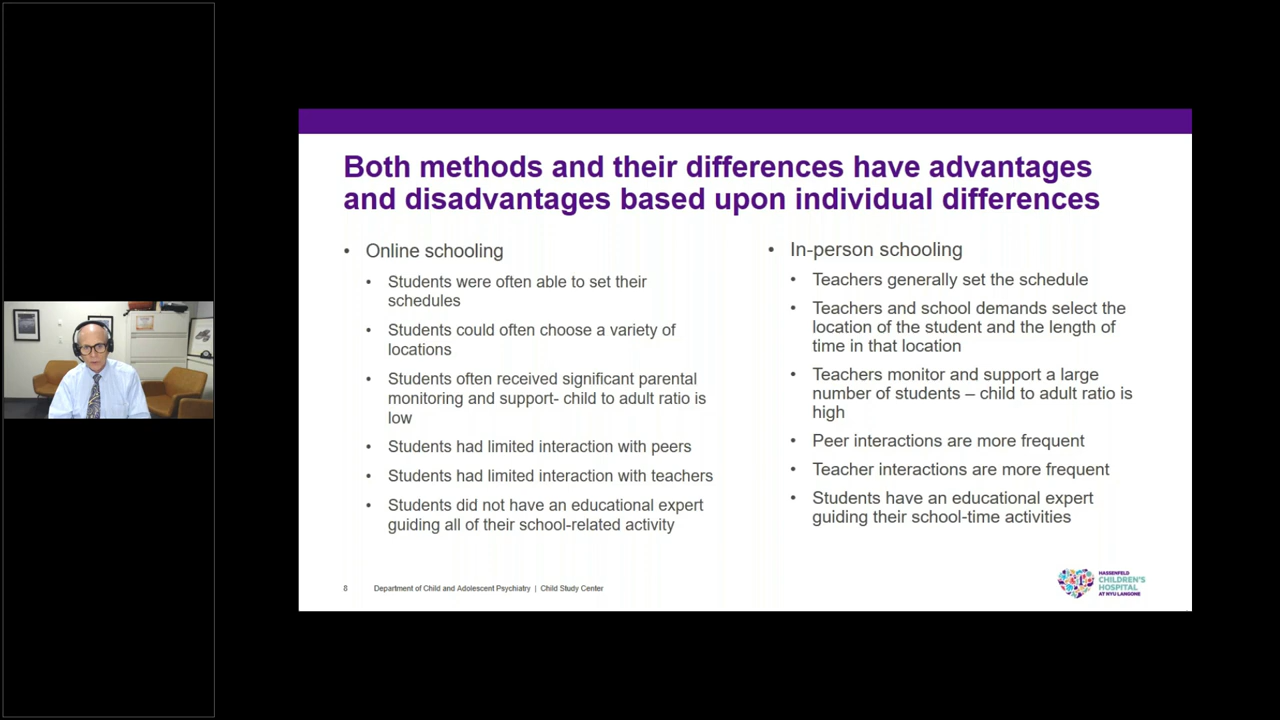 Both methods and their differences have advantages
and disadvantages based upon individual differences
• Online schooling
• Students were often able to set their
schedules
• Students could often choose a variety of
locations
• Students often received significant parental
monitoring and support- child to adult ratio is
low
• Students had limited interaction with peers
• Students had limited interaction with teachers
• Students did not have an educational expert
guiding all of their school-related activity
• In-person schooling
• Teachers generally set the schedule
• Teachers and school demands select the
location of the student and the length of
time in that location
• Teachers monitor and support a large
number of students – child to adult ratio is
high
• Peer interactions are more frequent
• Teacher interactions are more frequent
• Students have an educational expert
guiding their school-time activities
8 Department of Child and Adolescent Psychiatry | Child Study Center
HASSENFELD
CHILDREN'S
HOSPITAL
AT NYU LANGONE